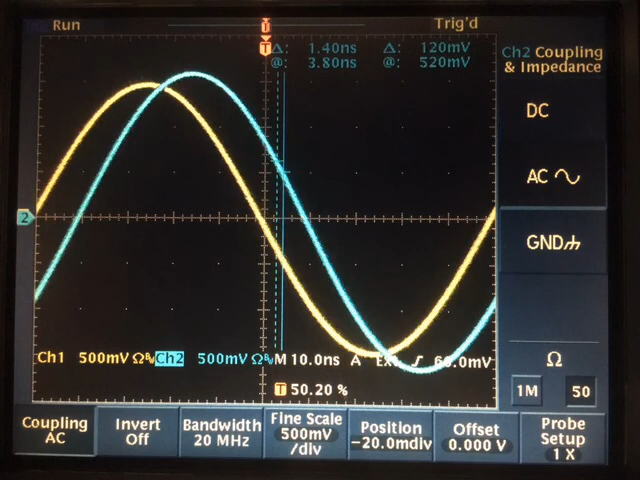 Run Trig'd
Δ: 1.40ns Δ: 120mV
@: 3.80ns @: 520mV
Ch2 Coupling
& Impedance
DC
AC
GND
2
Ch1 500mV Ω Ch2 500mV Ω M 10.0ns A Ext 60.0mV
T 50.20 %
Ω
1M 50
Coupling
AC
Invert
Off
Bandwidth
20 MHz
Fine Scale
500mV
/div
Position
-20.0mdiv
Offset
0.000 V
Probe
Setup
1 X